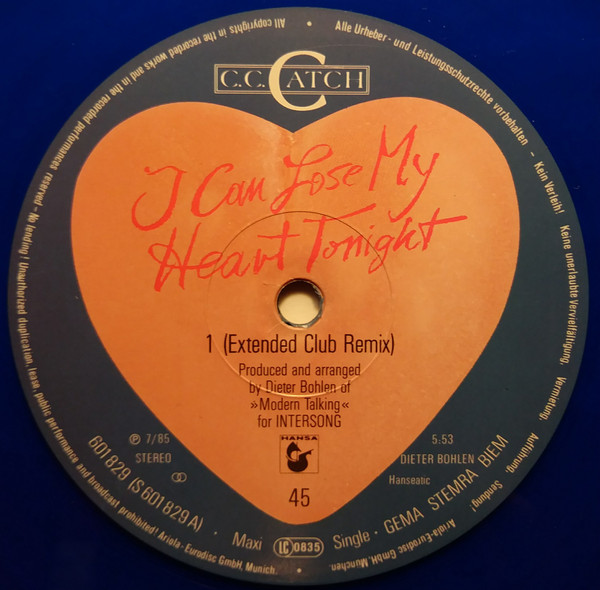 C.C. CATCH
I Can Lose My
Heart Tonight
1 (Extended Club Remix)
Produced and arranged
by Dieter Bohlen of
»Modern Talking«
for INTERSONG
HANSA
45
℗ 7/85
STEREO
5:53
DIETER BOHLEN
Hanseatic
601829 (S 601829 A) · Maxi LC 0835 Single · GEMA STEMRA BIEM
Alle Urheber- und Leistungsschutzrechte vorbehalten - Kein Verleih! Keine unerlaubte Vervielfältigung, Vermietung, Aufführung, Sendung! Ariola-Eurodisc GmbH, München.
All copyrights in the recorded works and in the recorded performances reserved. No lending! Unauthorized duplication, lease, public performance and broadcast prohibited! Ariola-Eurodisc GmbH, Munich.